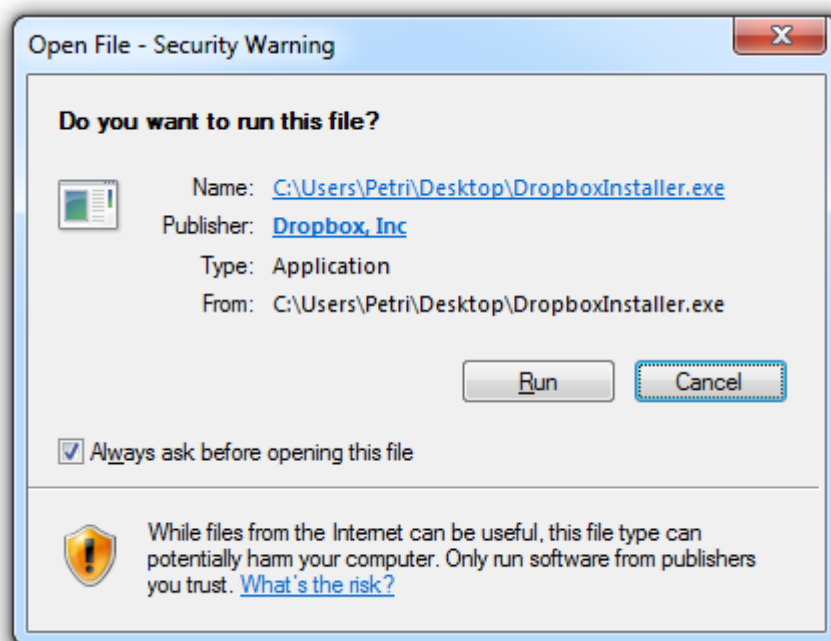 Open File - Security Warning
Do you want to run this file?
Name: C:\Users\Petri\Desktop\DropboxInstaller.exe
Publisher: Dropbox, Inc
Type: Application
From: C:\Users\Petri\Desktop\DropboxInstaller.exe
Run Cancel
Always ask before opening this file
While files from the Internet can be useful, this file type can
potentially harm your computer. Only run software from publishers
you trust. What's the risk?